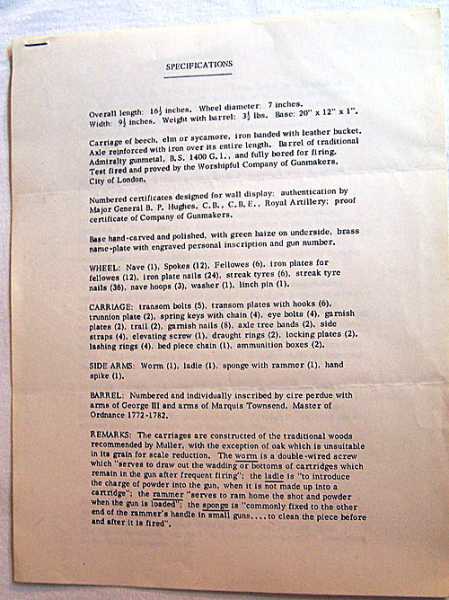 SPECIFICATIONS
Overall length: 16½ inches. Wheel diameter: 7 inches.
Width: 9½ inches. Weight with barrel: 3½ lbs. Base: 20" x 12" x 1".
Carriage of beech, elm or sycamore, iron banded with leather bucket.
Axle reinforced with iron over its entire length. Barrel of traditional
Admiralty gunmetal, B.S. 1400 G.1., and fully bored for firing.
Test fired and proved by the Worshipful Company of Gunmakers,
City of London.
Numbered certificates designed for wall display: authentication by
Major General B. P. Hughes, C.B., C.B.E., Royal Artillery; proof
certificate of Company of Gunmakers.
Base hand-carved and polished, with green baize on underside, brass
name-plate with engraved personal inscription and gun number.
WHEEL: Nave (1), Spokes (12), Fellowes (6), iron plates for
fellowes (12), iron plate nails (24), streak tyres (6), streak tyre
nails (36), nave hoops (3), washer (1), linch pin (1).
CARRIAGE: transom bolts (5), transom plates with hooks (6),
trunnion plate (2), spring keys with chain (4), eye bolts (4), garnish
plates (2), trail (2), garnish nails (8), axle tree bands (2), side
straps (4), elevating screw (1), draught rings (2), locking plates (2),
lashing rings (4), bed piece chain (1), ammunition boxes (2).
SIDE ARMS: Worm (1), ladle (1), sponge with rammer (1), hand
spike (1).
BARREL: Numbered and individually inscribed by cire perdue with
arms of George III and arms of Marquis Townsend, Master of
Ordnance 1772-1782.
REMARKS: The carriages are constructed of the traditional woods
recommended by Muller, with the exception of oak which is unsuitable
in its grain for scale reduction. The worm is a double-wired screw
which "serves to draw out the wadding or bottoms of cartridges which
remain in the gun after frequent firing"; the ladle is "to introduce
the charge of powder into the gun, when it is not made up into a
cartridge"; the rammer "serves to ram home the shot and powder
when the gun is loaded"; the sponge is "commonly fixed to the other
end of the rammer's handle in small guns....to clean the piece before
and after it is fired".